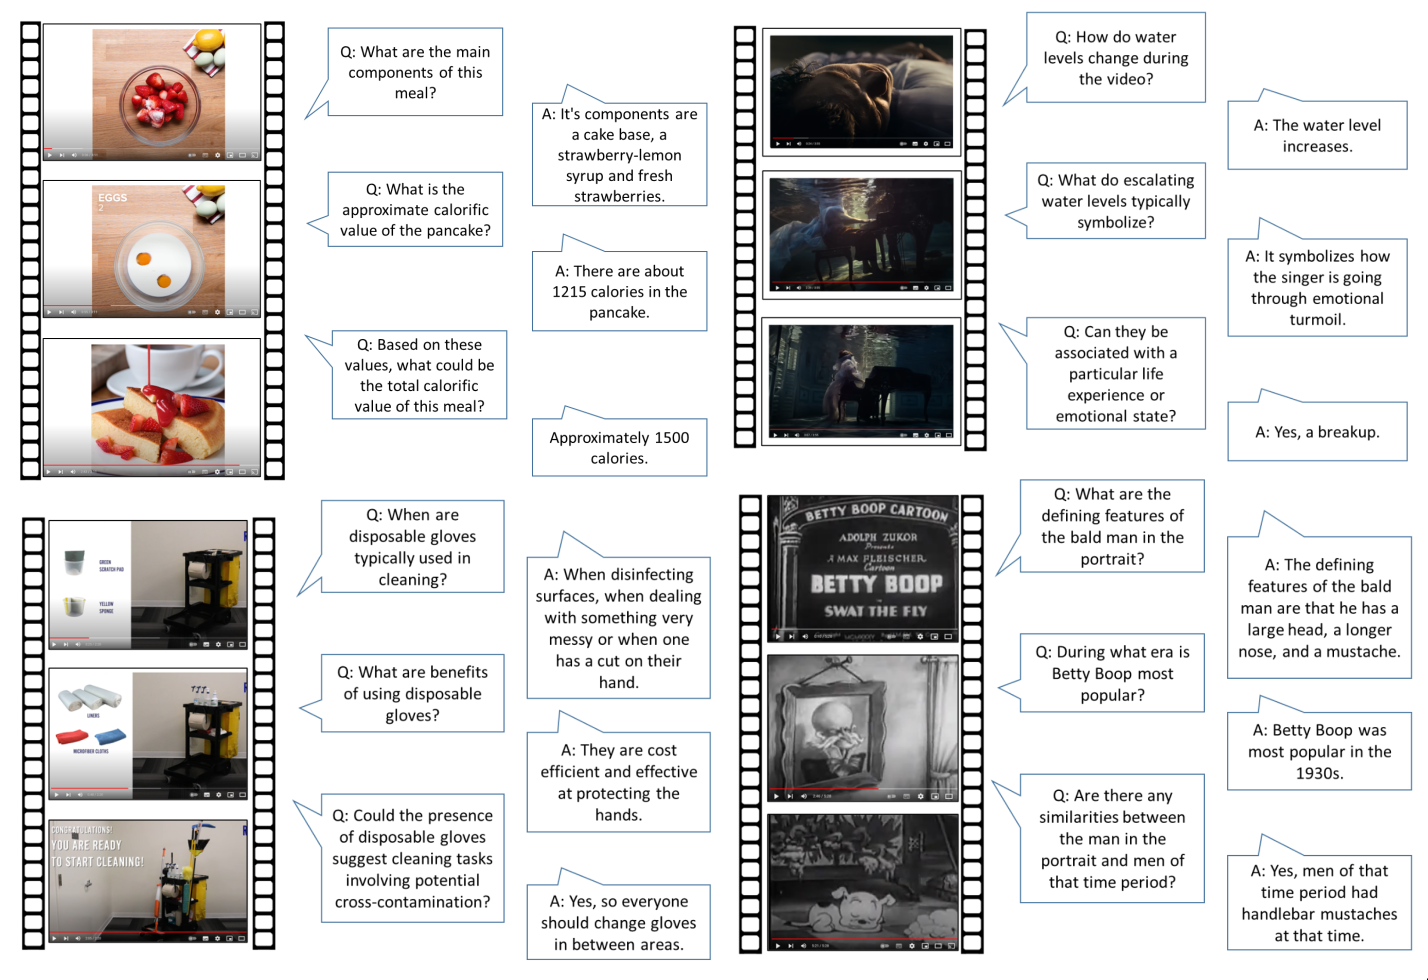 Q: What are the main
components of this
meal?
A: It's components are
a cake base, a
strawberry-lemon
syrup and fresh
strawberries.
EGGS
2
Q: What is the
approximate calorific
value of the pancake?
A: There are about
1215 calories in the
pancake.
Q: Based on these
values, what could be
the total calorific
value of this meal?
Approximately 1500
calories.
Q: How do water
levels change during
the video?
A: The water level
increases.
Q: What do escalating
water levels typically
symbolize?
A: It symbolizes how
the singer is going
through emotional
turmoil.
Q: Can they be
associated with a
particular life
experience or
emotional state?
A: Yes, a breakup.
GREEN
SCRATCH PAD
YELLOW
SPONGE
Q: When are
disposable gloves
typically used in
cleaning?
A: When disinfecting
surfaces, when dealing
with something very
messy or when one
has a cut on their
hand.
LINERS
MICROFIBER CLOTHS
Q: What are benefits
of using disposable
gloves?
A: They are cost
efficient and effective
at protecting the
hands.
CONGRATULATIONS!
YOU ARE READY
TO START CLEANING!
Q: Could the presence
of disposable gloves
suggest cleaning tasks
involving potential
cross-contamination?
A: Yes, so everyone
should change gloves
in between areas.
BETTY BOOP CARTOON
ADOLPH ZUKOR
Presents
A MAX FLEISCHER
Cartoon
BETTY BOOP
IN
SWAT THE FLY
Q: What are the
defining features of
the bald man in the
portrait?
A: The defining
features of the bald
man are that he has a
large head, a longer
nose, and a mustache.
Q: During what era is
Betty Boop most
popular?
A: Betty Boop was
most popular in the
1930s.
Q: Are there any
similarities between
the man in the
portrait and men of
that time period?
A: Yes, men of that
time period had
handlebar mustaches
at that time.